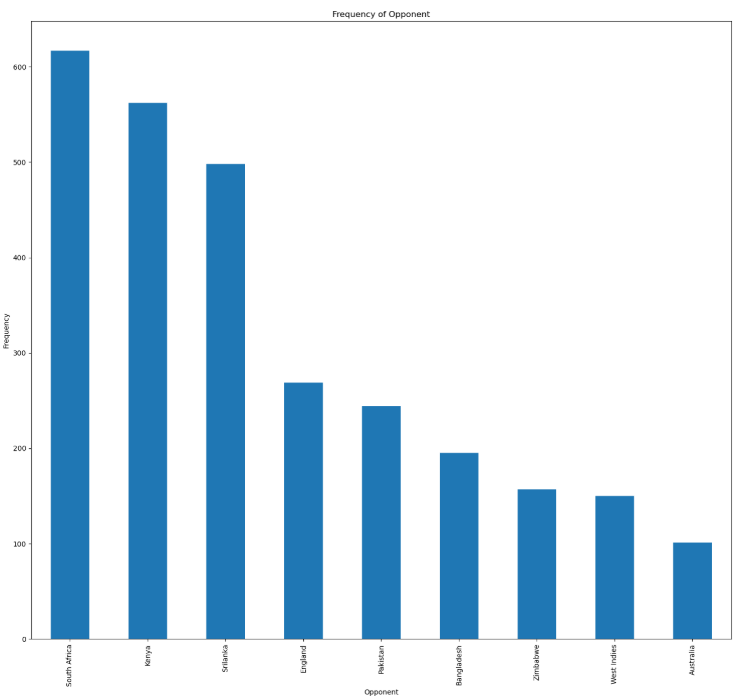 Frequency of Opponent
600
500
400
300
200
100
0
Frequency
South Africa
Kenya
Srilanka
England
Pakistan
Bangladesh
Zimbabwe
West Indies
Australia
Opponent